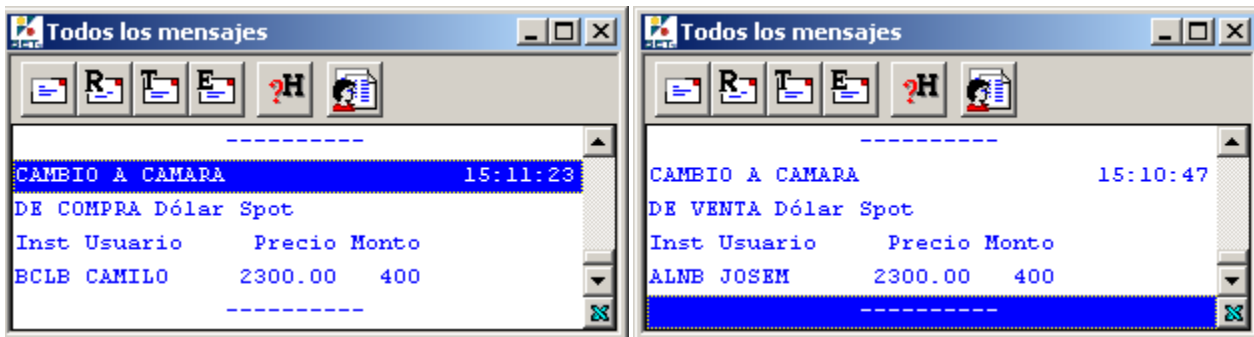 Todos los mensajes
R T E ?H
----------
CAMBIO A CAMARA 15:11:23
DE COMPRA Dólar Spot
Inst Usuario Precio Monto
BCLB CAMILO 2300.00 400
----------
Todos los mensajes
R T E ?H
----------
CAMBIO A CAMARA 15:10:47
DE VENTA Dólar Spot
Inst Usuario Precio Monto
ALNB JOSEM 2300.00 400
----------